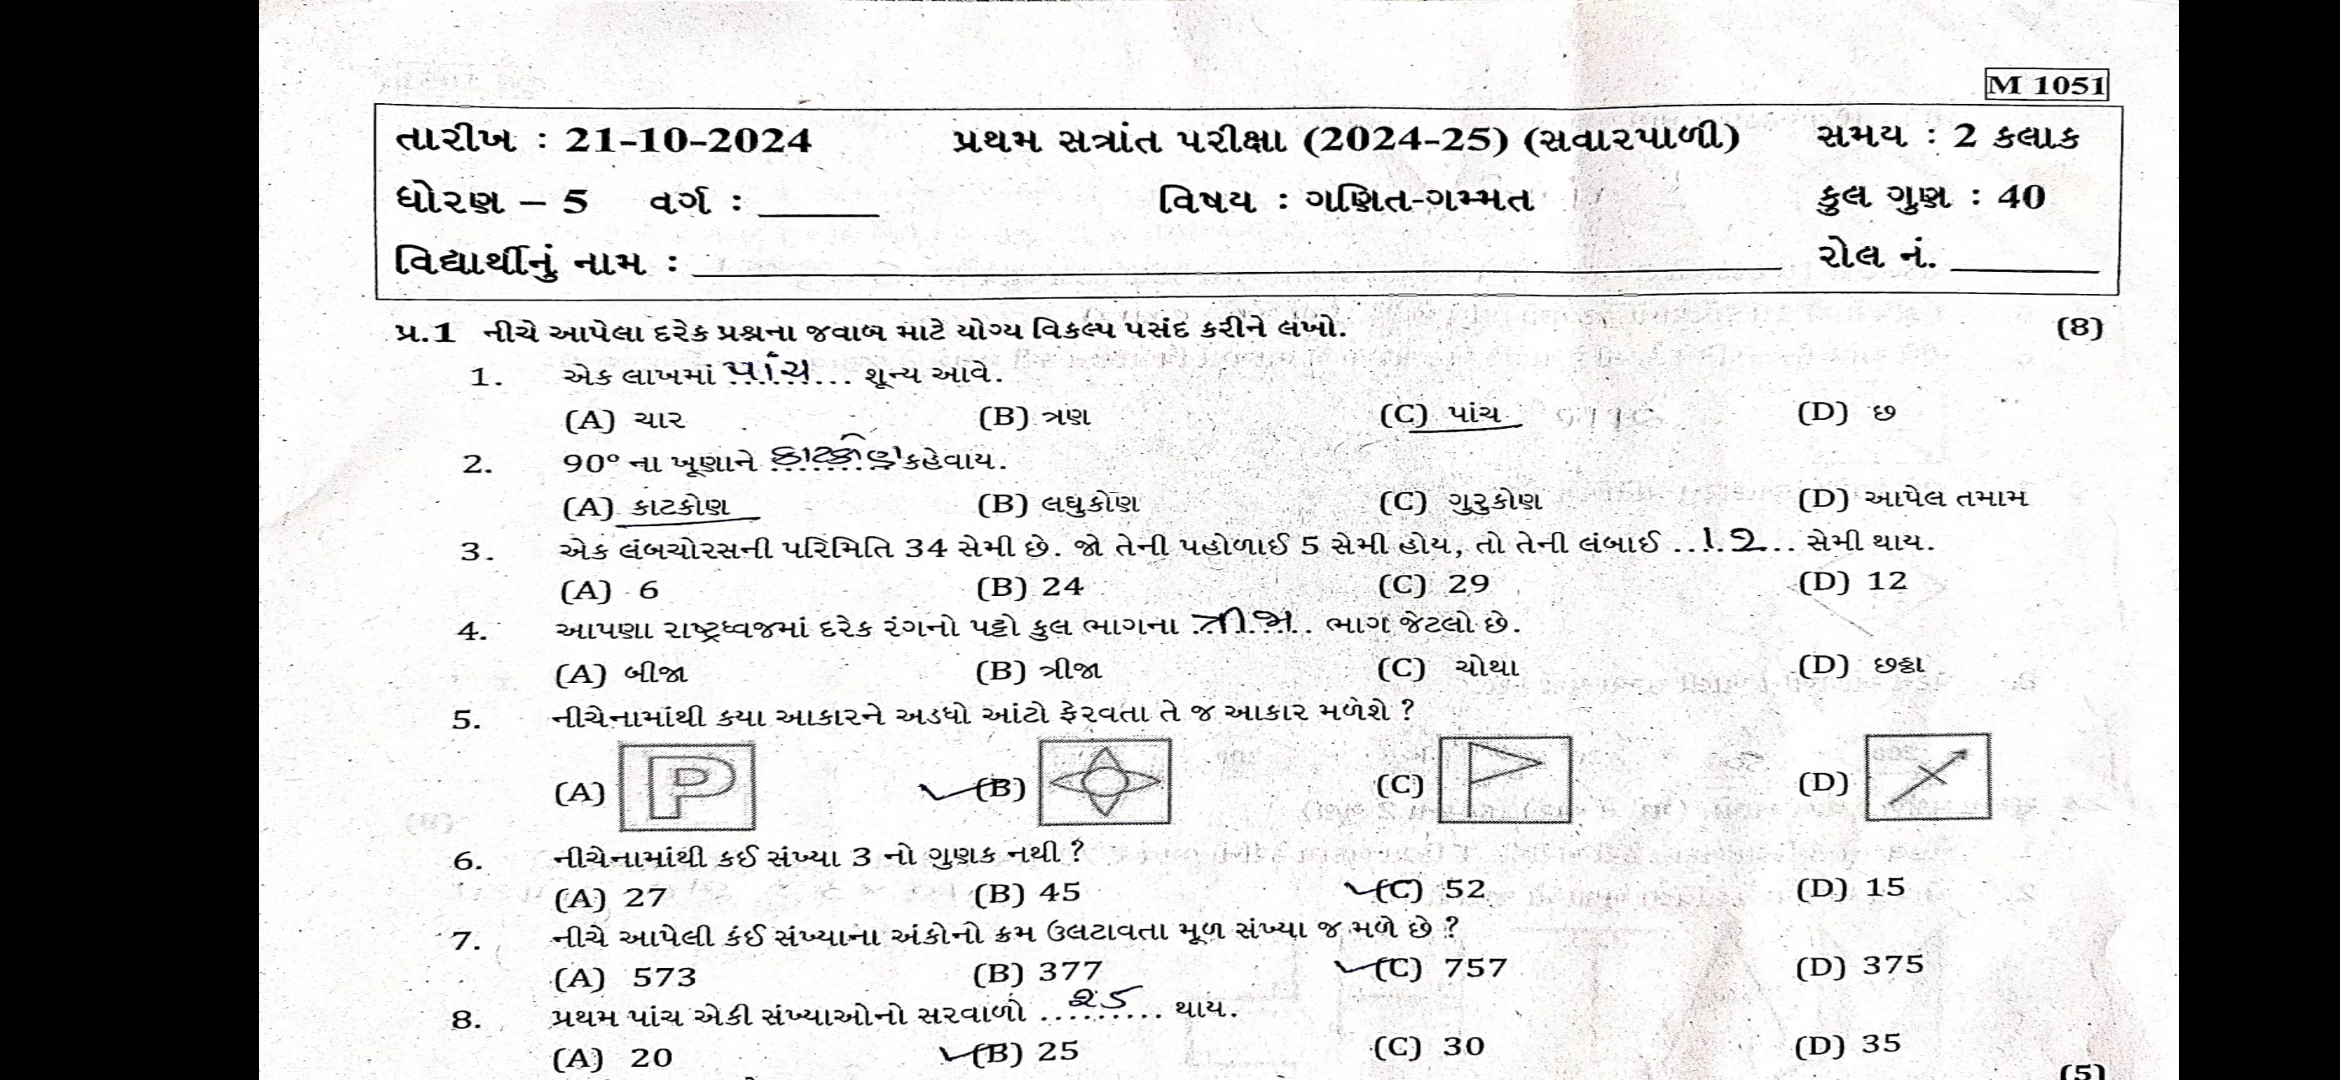 M 1051
તારીખ : 21-10-2024 પ્રથમ સત્રાંત પરીક્ષા (2024-25) (સવારપાળી) સમય : 2 કલાક
ધોરણ – 5 વર્ગ : ______ વિષય : ગણિત-ગમ્મત કુલ ગુણ : 40
વિદ્યાર્થીનું નામ : ______ રોલ નં. ______
પ્ર.1 નીચે આપેલા દરેક પ્રશ્નના જવાબ માટે યોગ્ય વિકલ્પ પસંદ કરીને લખો. (8)
1. એક લાખમાં પાંચ... શૂન્ય આવે.
(A) ચાર (B) ત્રણ (C) પાંચ (D) છ
2. 90° ના ખૂણાને કાટકોણ કહેવાય.
(A) કાટકોણ (B) લઘુકોણ (C) ગુરુકોણ (D) આપેલ તમામ
3. એક લંબચોરસની પરિમિતિ 34 સેમી છે. જો તેની પહોળાઈ 5 સેમી હોય, તો તેની લંબાઈ ..12... સેમી થાય.
(A) 6 (B) 24 (C) 29 (D) 12
4. આપણા રાષ્ટ્રધ્વજમાં દરેક રંગનો પટ્ટો કુલ ભાગના ત્રીજા.. ભાગ જેટલો છે.
(A) બીજા (B) ત્રીજા (C) ચોથા (D) છઠ્ઠા
5. નીચેનામાંથી કયા આકારને અડધો આંટો ફેરવતા તે જ આકાર મળેશે ?
(A) P (B) (C) (D)
6. નીચેનામાંથી કઈ સંખ્યા 3 નો ગુણક નથી ?
(A) 27 (B) 45 (C) 52 (D) 15
7. નીચે આપેલી કંઈ સંખ્યાના અંકોનો ક્રમ ઉલટાવતા મૂળ સંખ્યા જ મળે છે ?
(A) 573 (B) 377 (C) 757 (D) 375
8. પ્રથમ પાંચ એકી સંખ્યાઓનો સરવાળો ...૨5... થાય.
(A) 20 (B) 25 (C) 30 (D) 35
(5)